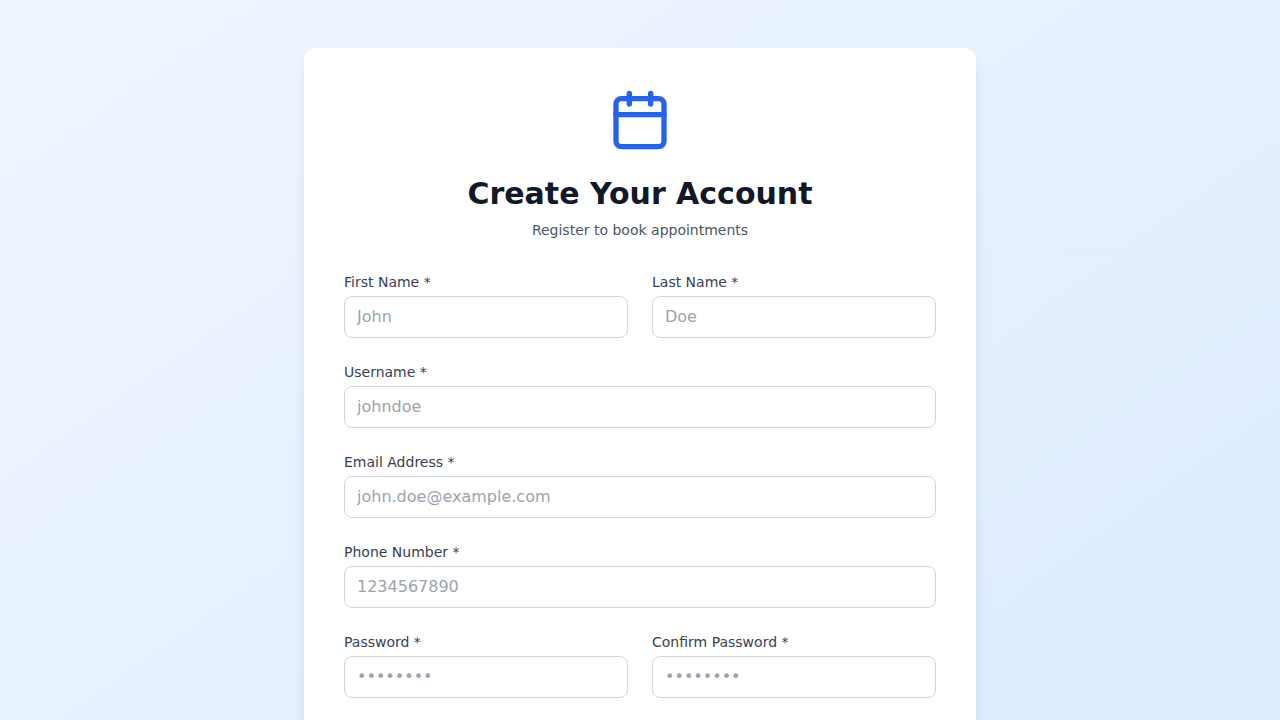 Create Your Account
Register to book appointments
First Name *
Last Name *
John
Doe
Username *
johndoe
Email Address *
john.doe@example.com
Phone Number *
1234567890
Password *
Confirm Password *
••••••••
••••••••